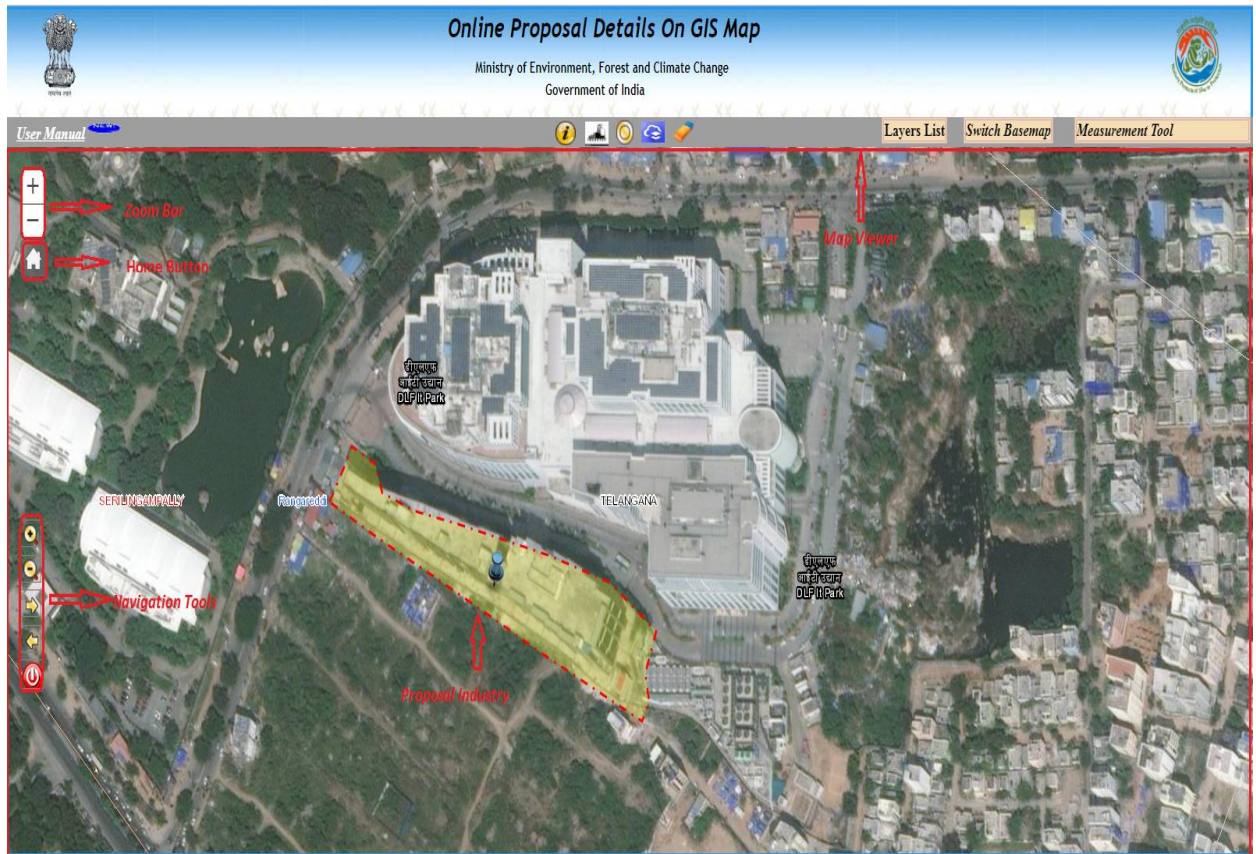 Online Proposal Details On GIS Map
Ministry of Environment, Forest and Climate Change
Government of India
User Manual
Layers List
Switch Basemap
Measurement Tool
Zoom Bar
Map Viewer
Home Button
डीएलएफ
आईटी उद्यान
DLF It Park
SERILINGAMPALLY
Rangareddi
TELANGANA
डीएलएफ
आईटी उद्यान
DLF It Park
Navigation Tools
Proposal Industry